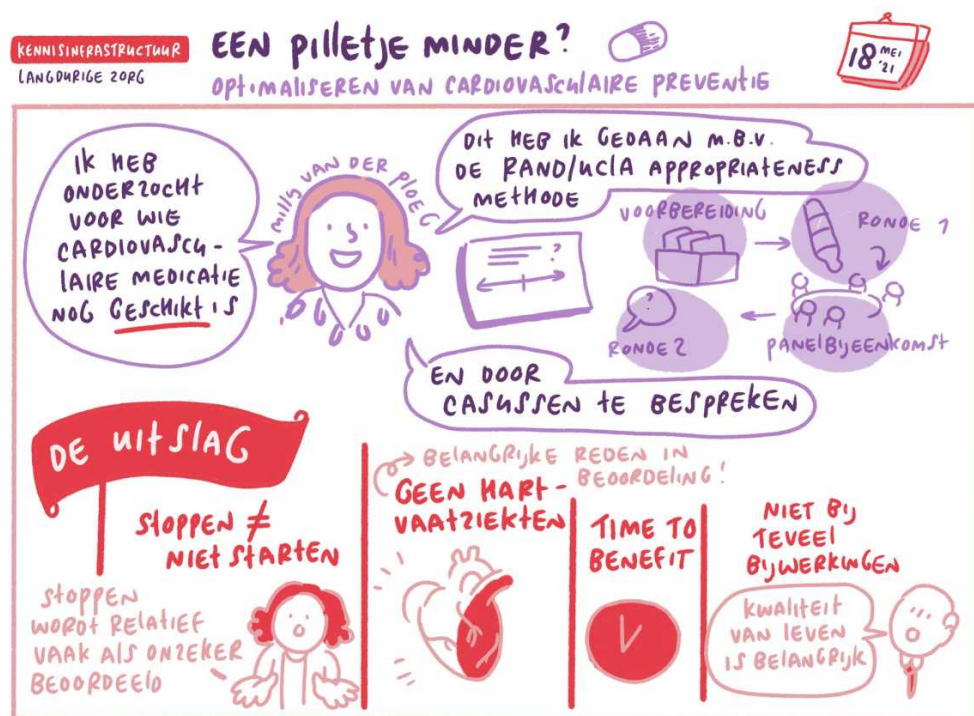 KENNISINFRASTRUCTUUR
LANGDURIGE ZORG
EEN PILLETJE MINDER?
OPTIMALISEREN VAN CARDIOVASCULAIRE PREVENTIE
18 MEI '21
IK HEB
ONDERZOCHT
VOOR WIE
CARDIOVASCU-
LAIRE MEDICATIE
NOG GESCHIKT IS
MILLY VAN DER PLOEG
DIT HEB IK GEDAAN M.B.V.
DE RAND/UCLA APPROPRIATENESS
METHODE
?
VOORBEREIDING
RONDE 1
PANELBIJEENKOMST
?
RONDE 2
EN DOOR
CASUSSEN TE BESPREKEN
DE UITSLAG
STOPPEN ≠
NIET STARTEN
STOPPEN
WORDT RELATIEF
VAAK ALS ONZEKER
BEOORDEELD
BELANGRIJKE REDEN IN
BEOORDELING!
GEEN HART-
VAATZIEKTEN
TIME TO
BENEFIT
NIET BIJ
TEVEEL
BIJWERKINGEN
KWALITEIT
VAN LEVEN
IS BELANGRIJK